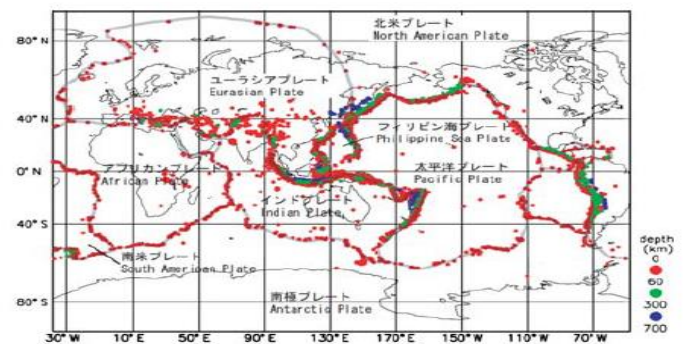 北米プレート
North American Plate
80°N
ユーラシアプレート
Eurasian Plate
40°N
フィリピン海プレート
Philippine Sea Plate
アフリカンプレート
African Plate
太平洋プレート
Pacific Plate
0°N
インドプレート
Indian Plate
40°S
南米プレート
South American Plate
南極プレート
Antarctic Plate
80°S
30°W 10°E 50°E 90°E 130°E 170°E 150°W 110°W 70°W
depth
(km)
0
60
300
700